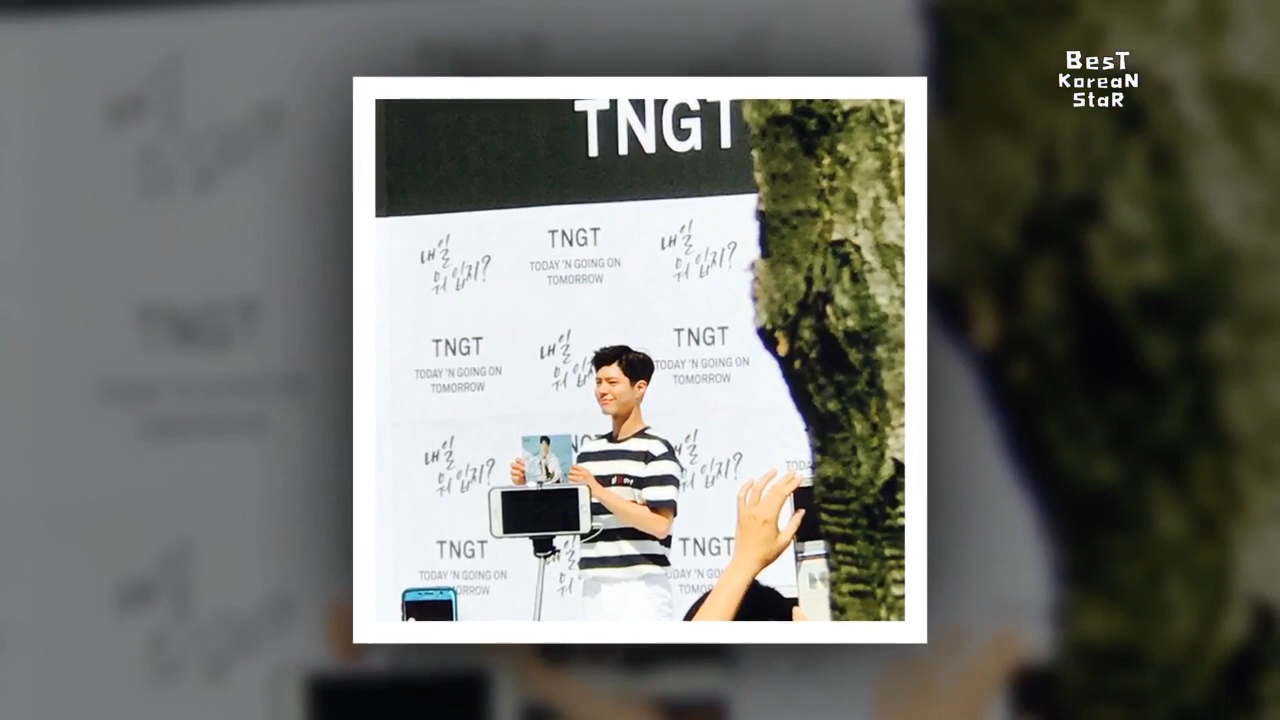 BesT
KoreaN
StaR
TNGT
내일
뭐 입지?
TNGT
TODAY 'N GOING ON
TOMORROW
내일
뭐 입지?
TNGT
TODAY 'N GOING ON
TOMORROW
내일
뭐
TNGT
TODAY 'N GOING ON
TOMORROW
내일
뭐 입지?
내일
뭐 입지?
TNGT
TODAY 'N GOING ON
TNGT